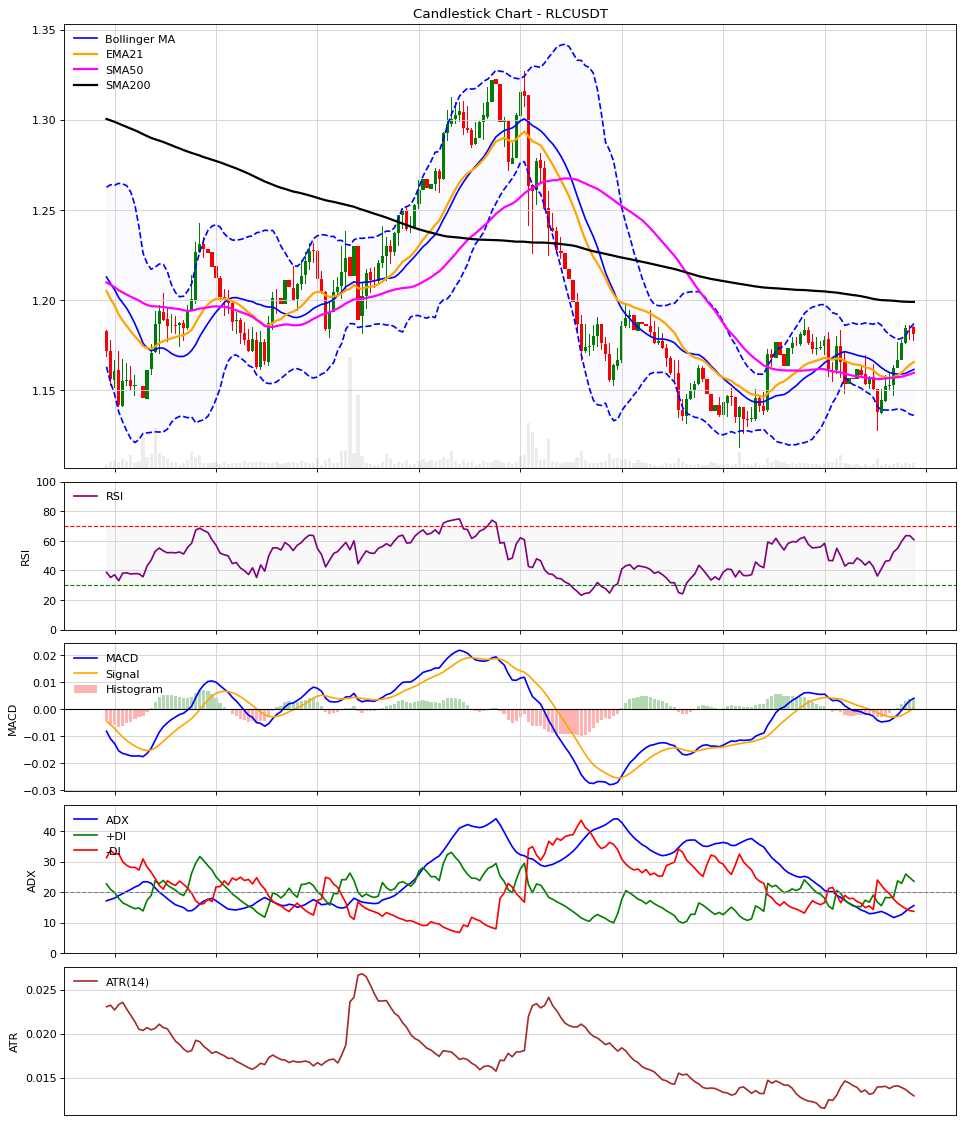 Candlestick Chart - RLCUSDT
1.35
Bollinger MA
EMA21
SMA50
SMA200
1.30
1.25
1.20
1.15
100
RSI
80
60
RSI
40
20
0
MACD
0.02
Signal
0.01
Histogram
0.00
MACD
−0.01
−0.02
−0.03
ADX
40
+DI
-DI
30
ADX
20
10
0
ATR(14)
0.025
0.020
ATR
0.015